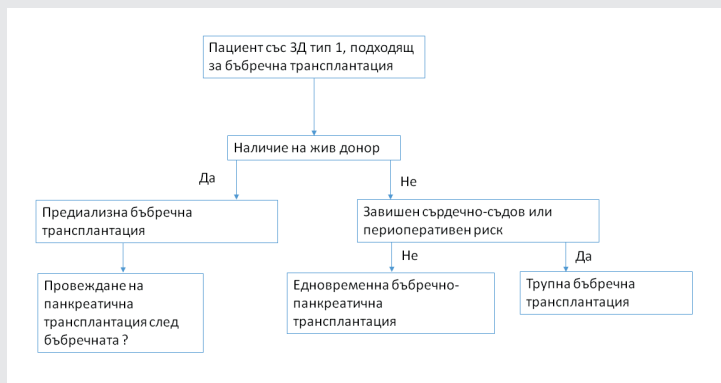 Пациент със ЗД тип 1, подходящ
за бъбречна трансплантация
Наличие на жив донор
Да
Не
Предиализна бъбречна
трансплантация
Завишен сърдечно-съдов или
периоперативен риск
Не
Да
Провеждане на
панкреатична
трансплантация след
бъбречната ?
Едновременна бъбречно-
панкреатична
трансплантация
Трупна бъбречна
трансплантация